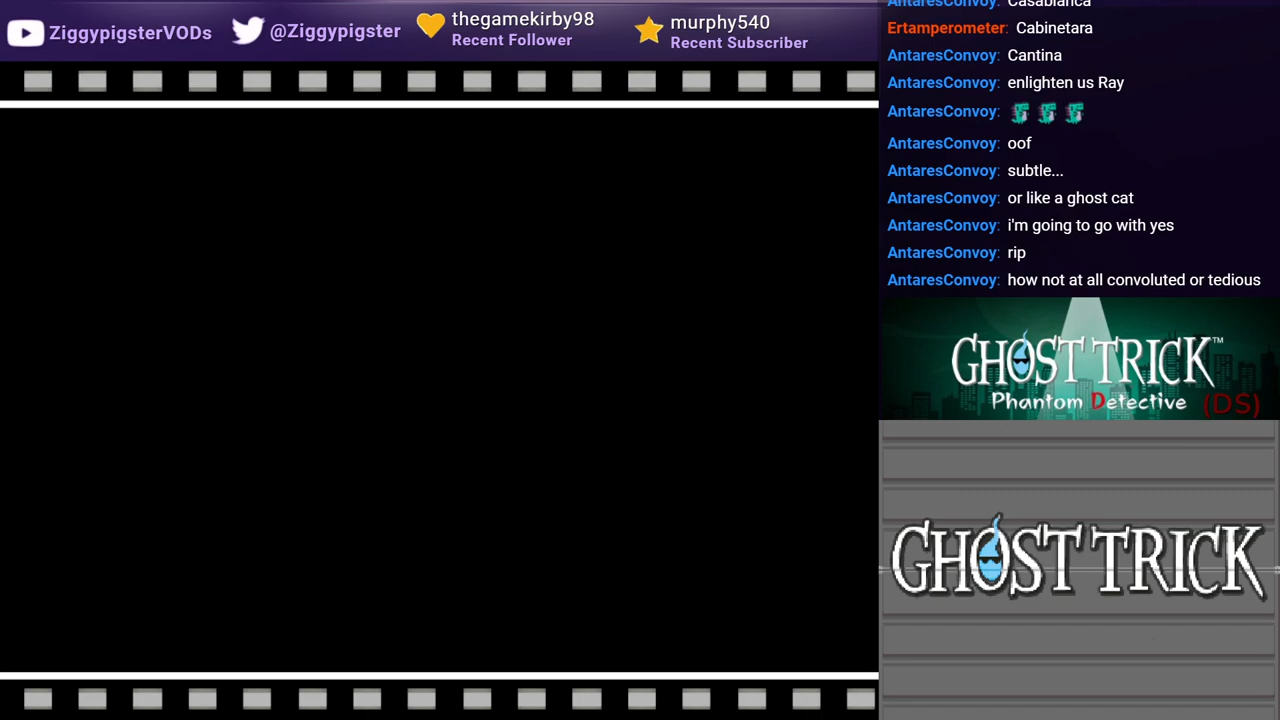 ZiggypigsterVODs
@Ziggypigster
thegamekirby98
Recent Follower
murphy540
Recent Subscriber
AntaresConvoy: Casablanca
Ertamperometer: Cabinetara
AntaresConvoy: Cantina
AntaresConvoy: enlighten us Ray
AntaresConvoy:
AntaresConvoy: oof
AntaresConvoy: subtle...
AntaresConvoy: or like a ghost cat
AntaresConvoy: i'm going to go with yes
AntaresConvoy: rip
AntaresConvoy: how not at all convoluted or tedious
GHOST TRICK™
Phantom Detective (DS)
GHOST TRICK